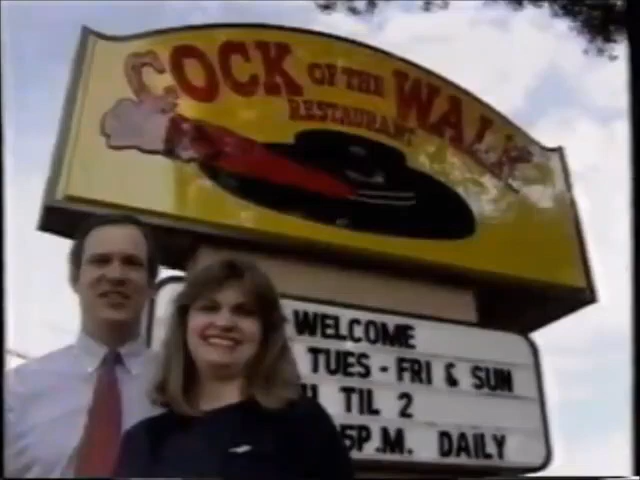 COCK OF THE WALK
RESTAURANT
WELCOME
TUES - FRI & SUN
TIL 2
5P.M. DAILY